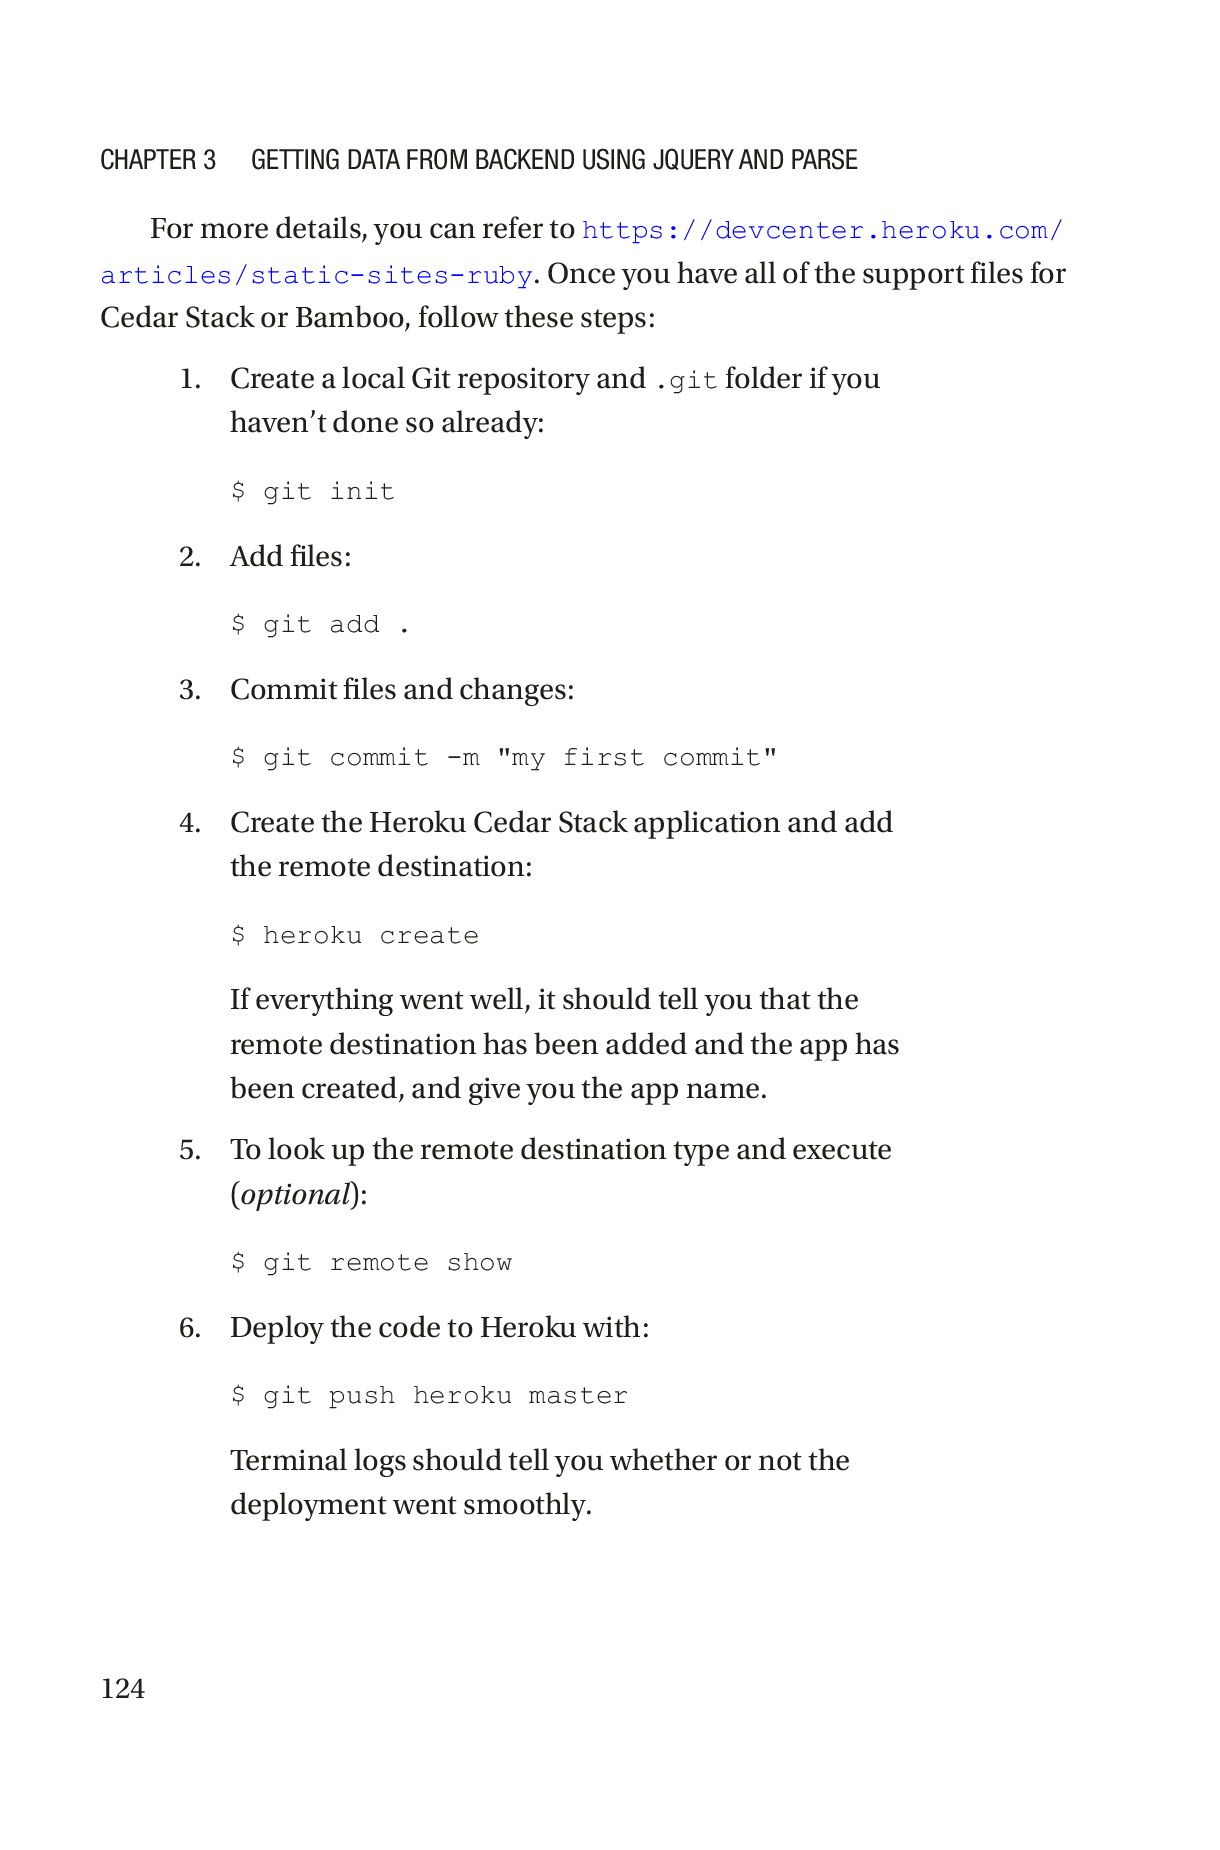 CHAPTER 3 GETTING DATA FROM BACKEND USING JQUERY AND PARSE
For more details, you can refer to https://devcenter.heroku.com/
articles/static-sites-ruby. Once you have all of the support files for
Cedar Stack or Bamboo, follow these steps:
1. Create a local Git repository and .git folder if you
haven’t done so already:
$ git init
2. Add files:
$ git add .
3. Commit files and changes:
$ git commit -m "my first commit"
4. Create the Heroku Cedar Stack application and add
the remote destination:
$ heroku create
If everything went well, it should tell you that the
remote destination has been added and the app has
been created, and give you the app name.
5. To look up the remote destination type and execute
(optional):
$ git remote show
6. Deploy the code to Heroku with:
$ git push heroku master
Terminal logs should tell you whether or not the
deployment went smoothly.
124